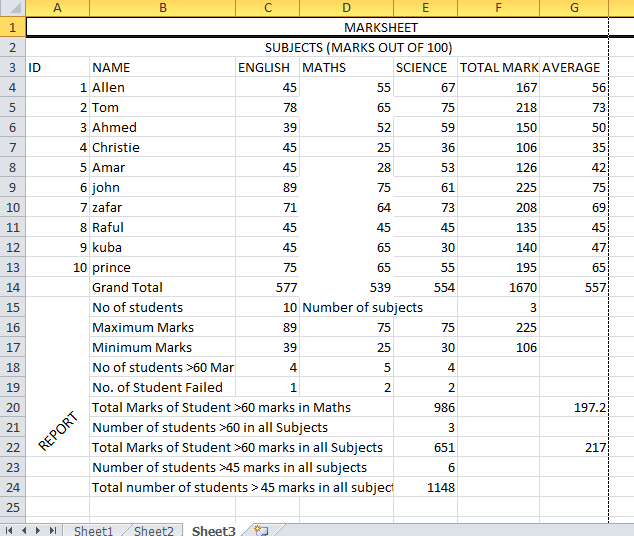 A B C D E F G
1 MARKSHEET
2 SUBJECTS (MARKS OUT OF 100)
3 ID NAME ENGLISH MATHS SCIENCE TOTAL MARK AVERAGE
4 1 Allen 45 55 67 167 56
5 2 Tom 78 65 75 218 73
6 3 Ahmed 39 52 59 150 50
7 4 Christie 45 25 36 106 35
8 5 Amar 45 28 53 126 42
9 6 john 89 75 61 225 75
10 7 zafar 71 64 73 208 69
11 8 Raful 45 45 45 135 45
12 9 kuba 45 65 30 140 47
13 10 prince 75 65 55 195 65
14 Grand Total 577 539 554 1670 557
15 No of students 10 Number of subjects 3
16 Maximum Marks 89 75 75 225
17 Minimum Marks 39 25 30 106
18 No of students >60 Mar 4 5 4
19 No. of Student Failed 1 2 2
20 Total Marks of Student >60 marks in Maths 986 197.2
21 Number of students >60 in all Subjects 3
REPORT
22 Total Marks of Student >60 marks in all Subjects 651 217
23 Number of students >45 marks in all subjects 6
24 Total number of students > 45 marks in all subject 1148
25
Sheet1 Sheet2 Sheet3